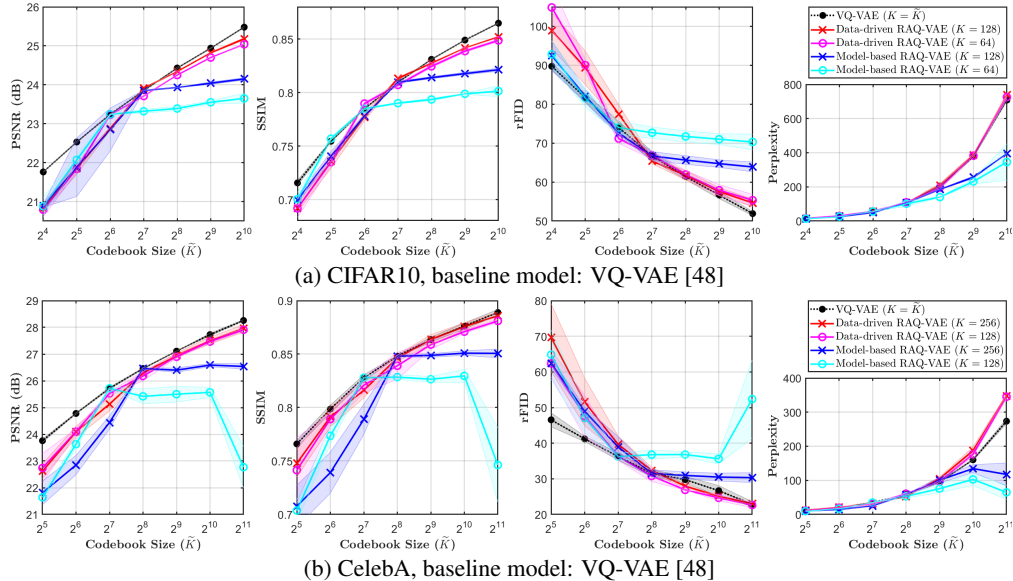 26
25
24
23
22
21
PSNR (dB)
2^4 2^5 2^6 2^7 2^8 2^9 2^10
Codebook Size (K̃)
0.85
0.8
0.75
0.7
SSIM
2^4 2^5 2^6 2^7 2^8 2^9 2^10
Codebook Size (K̃)
100
90
80
70
60
50
rFID
2^4 2^5 2^6 2^7 2^8 2^9 2^10
Codebook Size (K̃)
VQ-VAE (K = K̃)
Data-driven RAQ-VAE (K = 128)
Data-driven RAQ-VAE (K = 64)
Model-based RAQ-VAE (K = 128)
Model-based RAQ-VAE (K = 64)
800
600
400
200
0
Perplexity
2^4 2^5 2^6 2^7 2^8 2^9 2^10
Codebook Size (K̃)
(a) CIFAR10, baseline model: VQ-VAE [48]
29
28
27
26
25
24
23
22
21
PSNR (dB)
2^5 2^6 2^7 2^8 2^9 2^10 2^11
Codebook Size (K̃)
0.9
0.85
0.8
0.75
0.7
SSIM
2^5 2^6 2^7 2^8 2^9 2^10 2^11
Codebook Size (K̃)
80
70
60
50
40
30
20
rFID
2^5 2^6 2^7 2^8 2^9 2^10 2^11
Codebook Size (K̃)
VQ-VAE (K = K̃)
Data-driven RAQ-VAE (K = 256)
Data-driven RAQ-VAE (K = 128)
Model-based RAQ-VAE (K = 256)
Model-based RAQ-VAE (K = 128)
400
300
200
100
0
Perplexity
2^5 2^6 2^7 2^8 2^9 2^10 2^11
Codebook Size (K̃)
(b) CelebA, baseline model: VQ-VAE [48]